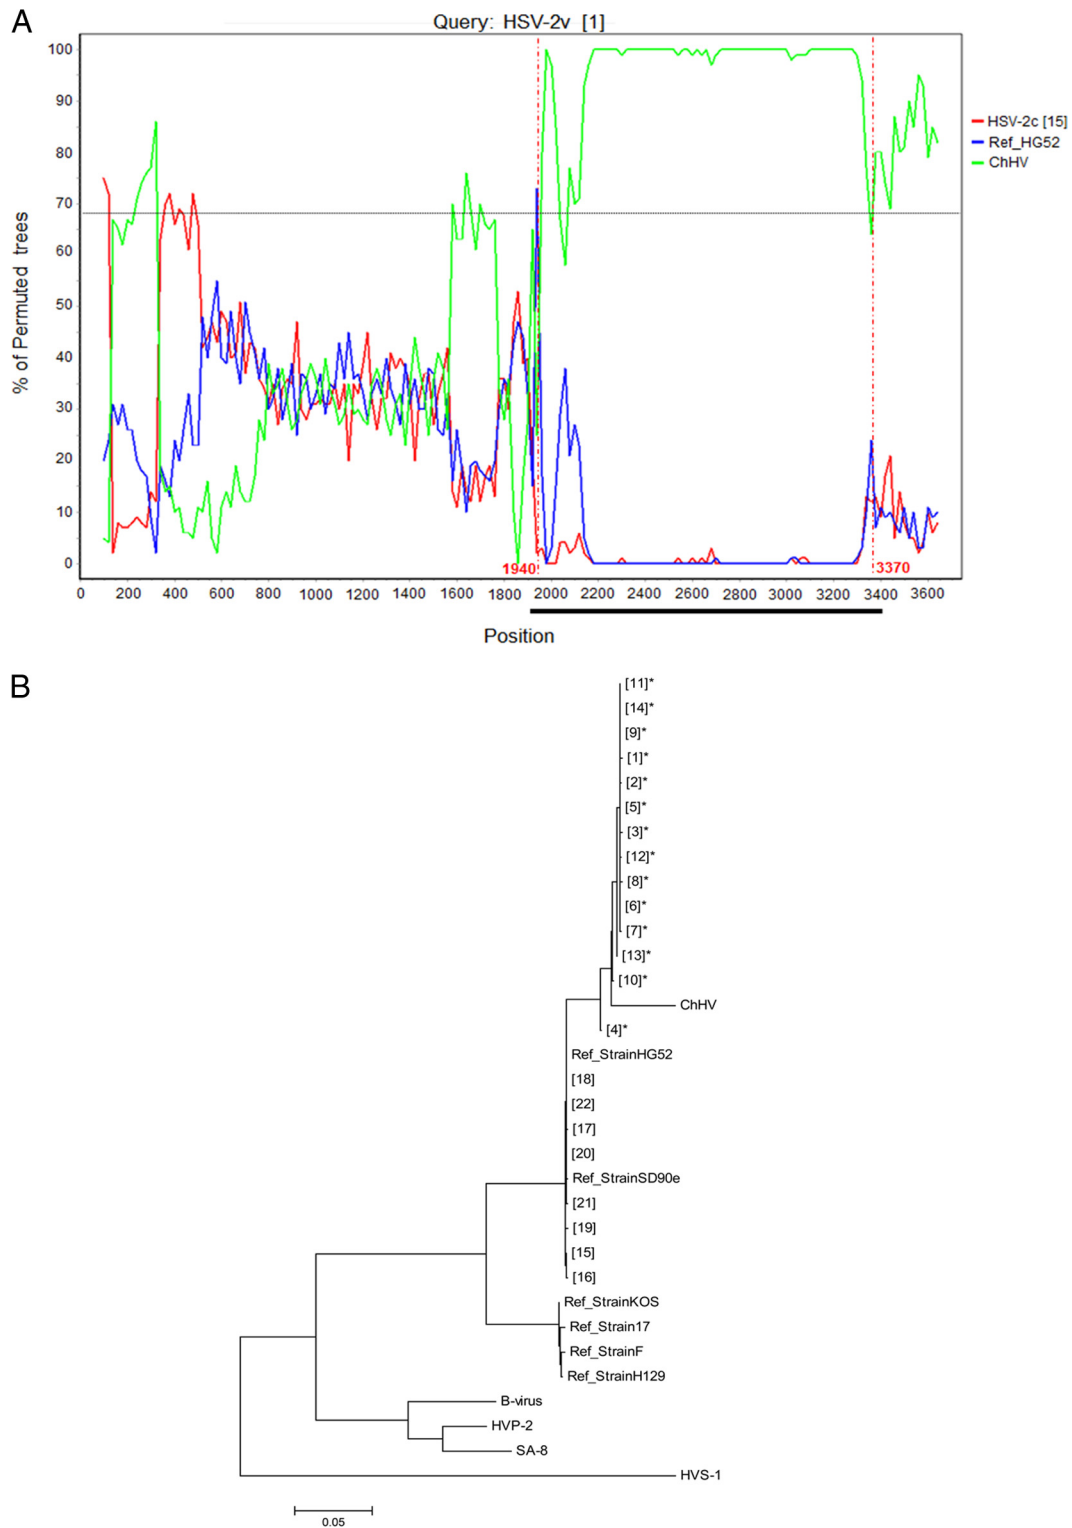 A
Query: HSV-2v [1]
% of Permuted trees
100
90
80
70
60
50
40
30
20
10
0
HSV-2c [15]
Ref_HG52
ChHV
1940
3370
0 200 400 600 800 1000 1200 1400 1600 1800 2000 2200 2400 2600 2800 3000 3200 3400 3600
Position
B
[11]*
[14]*
[9]*
[1]*
[2]*
[5]*
[3]*
[12]*
[8]*
[6]*
[7]*
[13]*
[10]*
ChHV
[4]*
Ref_StrainHG52
[18]
[22]
[17]
[20]
Ref_StrainSD90e
[21]
[19]
[15]
[16]
Ref_StrainKOS
Ref_Strain17
Ref_StrainF
Ref_StrainH129
B-virus
HVP-2
SA-8
HVS-1
0.05